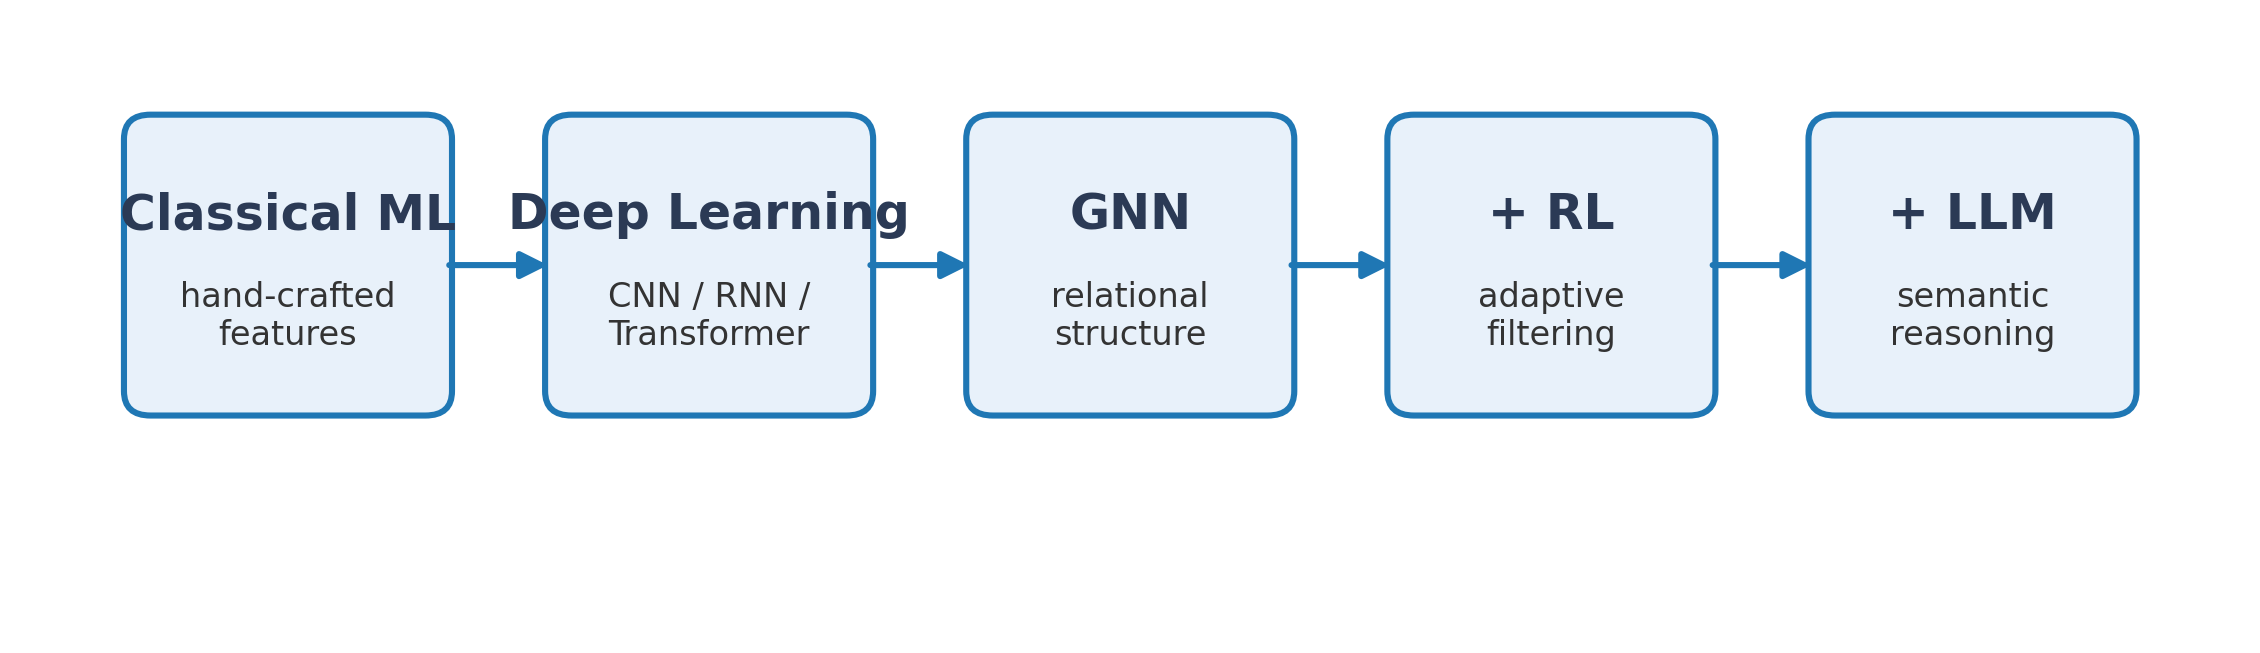 Classical ML
hand-crafted
features
Deep Learning
CNN / RNN /
Transformer
GNN
relational
structure
+ RL
adaptive
filtering
+ LLM
semantic
reasoning